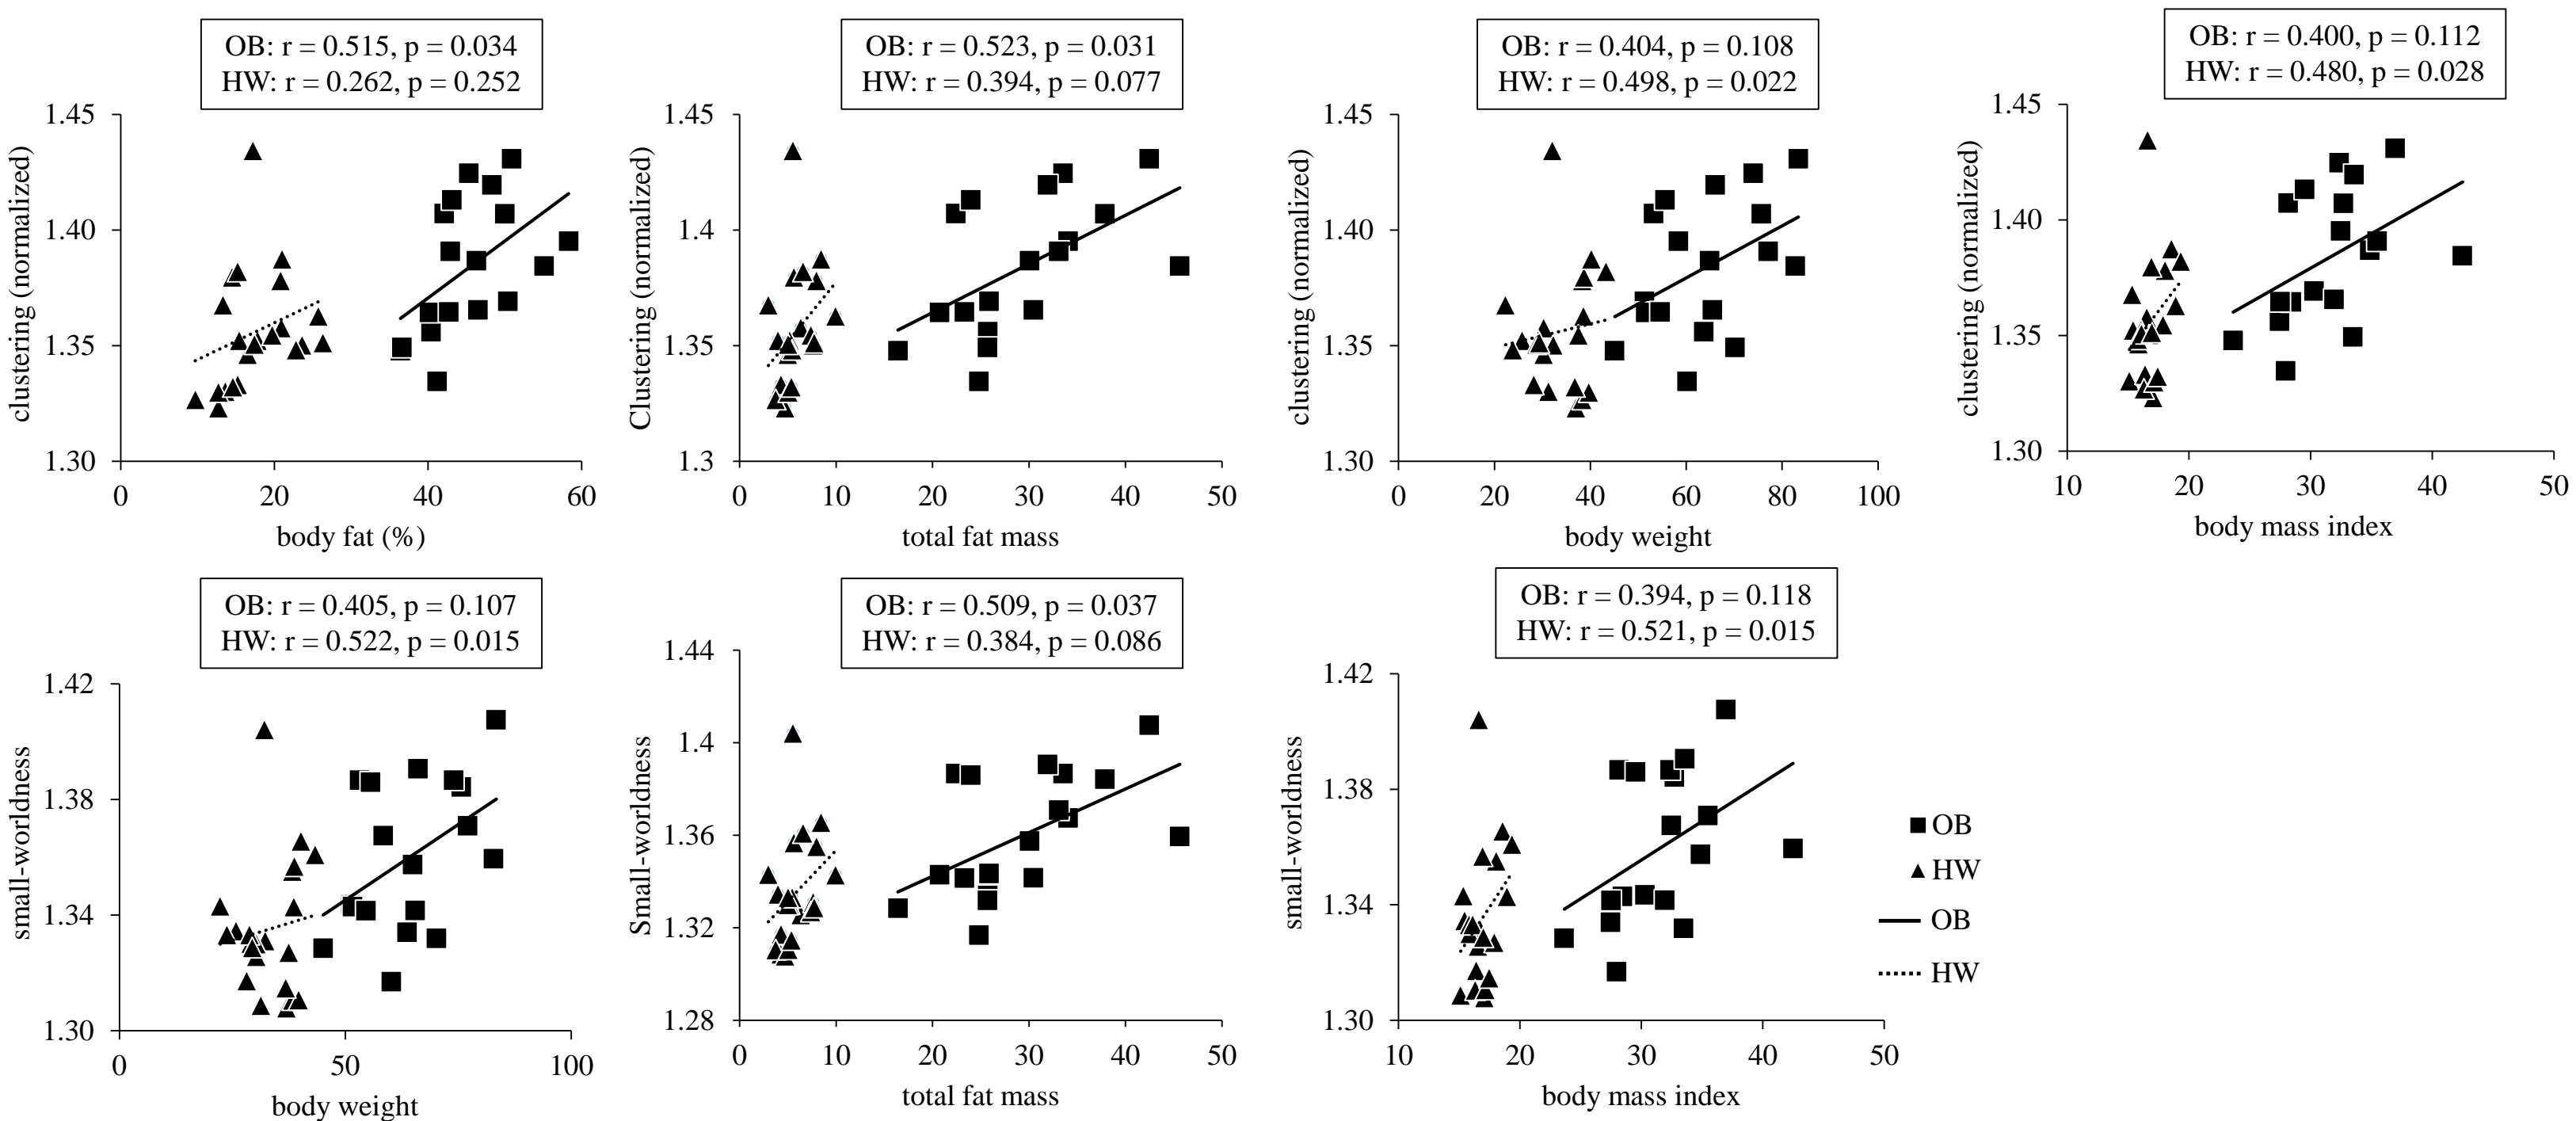 OB: r = 0.515, p = 0.034
HW: r = 0.262, p = 0.252
1.45
1.40
1.35
1.30
0
20
40
60
clustering (normalized)
body fat (%)
OB: r = 0.523, p = 0.031
HW: r = 0.394, p = 0.077
1.45
1.4
1.35
1.3
0
10
20
30
40
50
Clustering (normalized)
total fat mass
OB: r = 0.404, p = 0.108
HW: r = 0.498, p = 0.022
1.45
1.40
1.35
1.30
0
20
40
60
80
100
clustering (normalized)
body weight
OB: r = 0.400, p = 0.112
HW: r = 0.480, p = 0.028
1.45
1.40
1.35
1.30
10
20
30
40
50
clustering (normalized)
body mass index
OB: r = 0.405, p = 0.107
HW: r = 0.522, p = 0.015
1.42
1.38
1.34
1.30
0
50
100
small-worldness
body weight
OB: r = 0.509, p = 0.037
HW: r = 0.384, p = 0.086
1.44
1.4
1.36
1.32
1.28
0
10
20
30
40
50
Small-worldness
total fat mass
OB: r = 0.394, p = 0.118
HW: r = 0.521, p = 0.015
1.42
1.38
1.34
1.30
10
20
30
40
50
small-worldness
body mass index
OB
HW
OB
HW